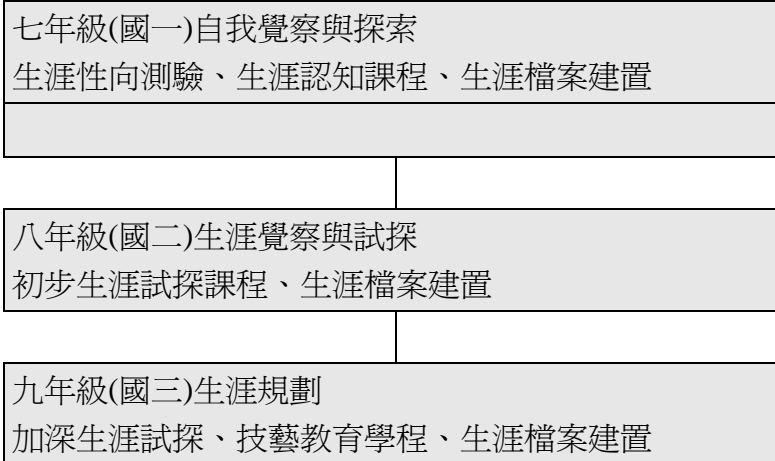 七年級(國一)自我覺察與探索
生涯性向測驗、生涯認知課程、生涯檔案建置
八年級(國二)生涯覺察與試探
初步生涯試探課程、生涯檔案建置
九年級(國三)生涯規劃
加深生涯試探、技藝教育學程、生涯檔案建置